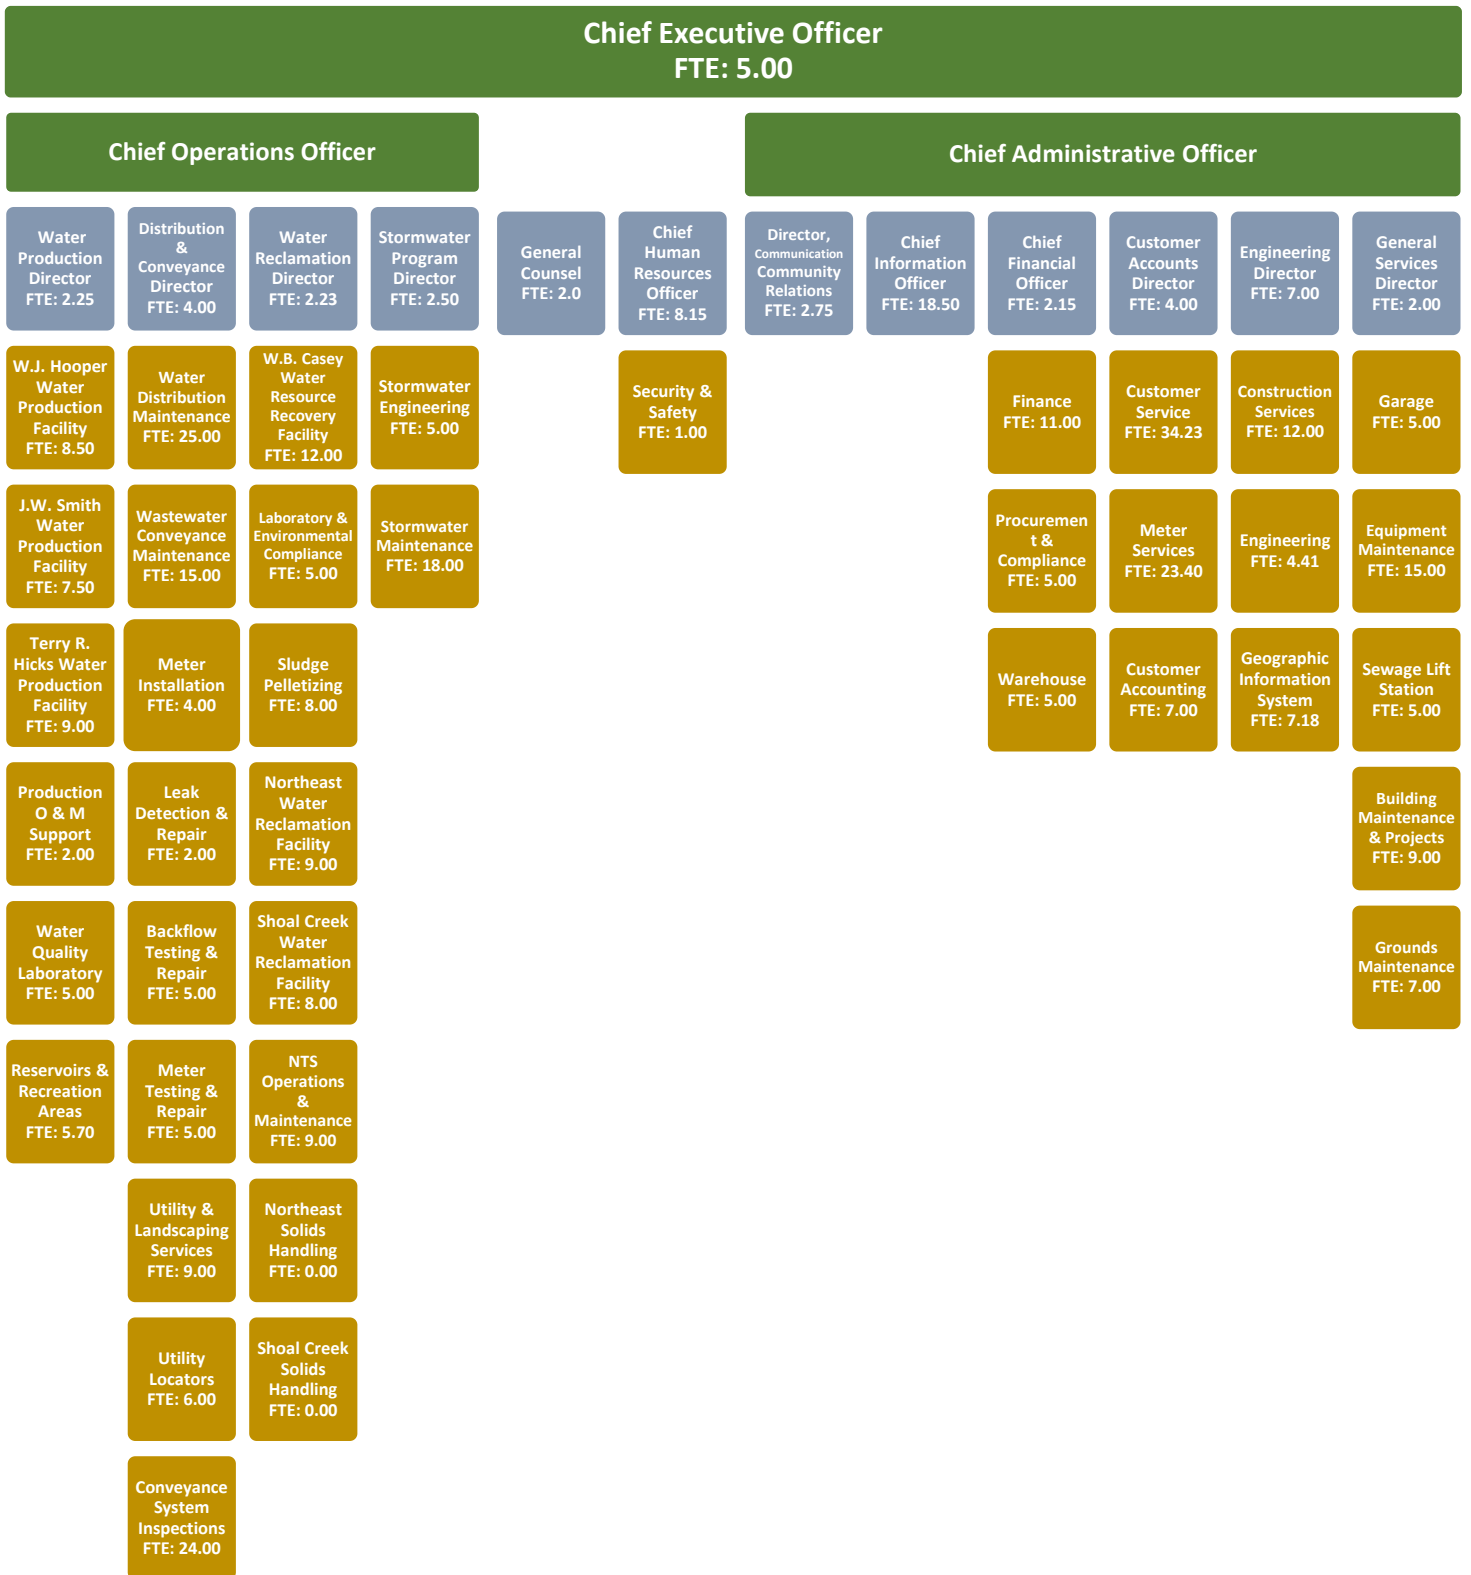 Chief Executive Officer
FTE: 5.00
Chief Operations Officer
Chief Administrative Officer
Water
Production
Director
FTE: 2.25
Distribution
&
Conveyance
Director
FTE: 4.00
Water
Reclamation
Director
FTE: 2.23
Stormwater
Program
Director
FTE: 2.50
General
Counsel
FTE: 2.0
Chief
Human
Resources
Officer
FTE: 8.15
Director,
Communication
Community
Relations
FTE: 2.75
Chief
Information
Officer
FTE: 18.50
Chief
Financial
Officer
FTE: 2.15
Customer
Accounts
Director
FTE: 4.00
Engineering
Director
FTE: 7.00
General
Services
Director
FTE: 2.00
W.J. Hooper
Water
Production
Facility
FTE: 8.50
Water
Distribution
Maintenance
FTE: 25.00
W.B. Casey
Water
Resource
Recovery
Facility
FTE: 12.00
Stormwater
Engineering
FTE: 5.00
Security &
Safety
FTE: 1.00
Finance
FTE: 11.00
Customer
Service
FTE: 34.23
Construction
Services
FTE: 12.00
Garage
FTE: 5.00
J.W. Smith
Water
Production
Facility
FTE: 7.50
Wastewater
Conveyance
Maintenance
FTE: 15.00
Laboratory &
Environmental
Compliance
FTE: 5.00
Stormwater
Maintenance
FTE: 18.00
Procuremen
t &
Compliance
FTE: 5.00
Meter
Services
FTE: 23.40
Engineering
FTE: 4.41
Equipment
Maintenance
FTE: 15.00
Terry R.
Hicks Water
Production
Facility
FTE: 9.00
Meter
Installation
FTE: 4.00
Sludge
Pelletizing
FTE: 8.00
Warehouse
FTE: 5.00
Customer
Accounting
FTE: 7.00
Geographic
Information
System
FTE: 7.18
Sewage Lift
Station
FTE: 5.00
Production
O & M
Support
FTE: 2.00
Leak
Detection &
Repair
FTE: 2.00
Northeast
Water
Reclamation
Facility
FTE: 9.00
Building
Maintenance
& Projects
FTE: 9.00
Water
Quality
Laboratory
FTE: 5.00
Backflow
Testing &
Repair
FTE: 5.00
Shoal Creek
Water
Reclamation
Facility
FTE: 8.00
Grounds
Maintenance
FTE: 7.00
Reservoirs &
Recreation
Areas
FTE: 5.70
Meter
Testing &
Repair
FTE: 5.00
NTS
Operations
&
Maintenance
FTE: 9.00
Utility &
Landscaping
Services
FTE: 9.00
Northeast
Solids
Handling
FTE: 0.00
Utility
Locators
FTE: 6.00
Shoal Creek
Solids
Handling
FTE: 0.00
Conveyance
System
Inspections
FTE: 24.00